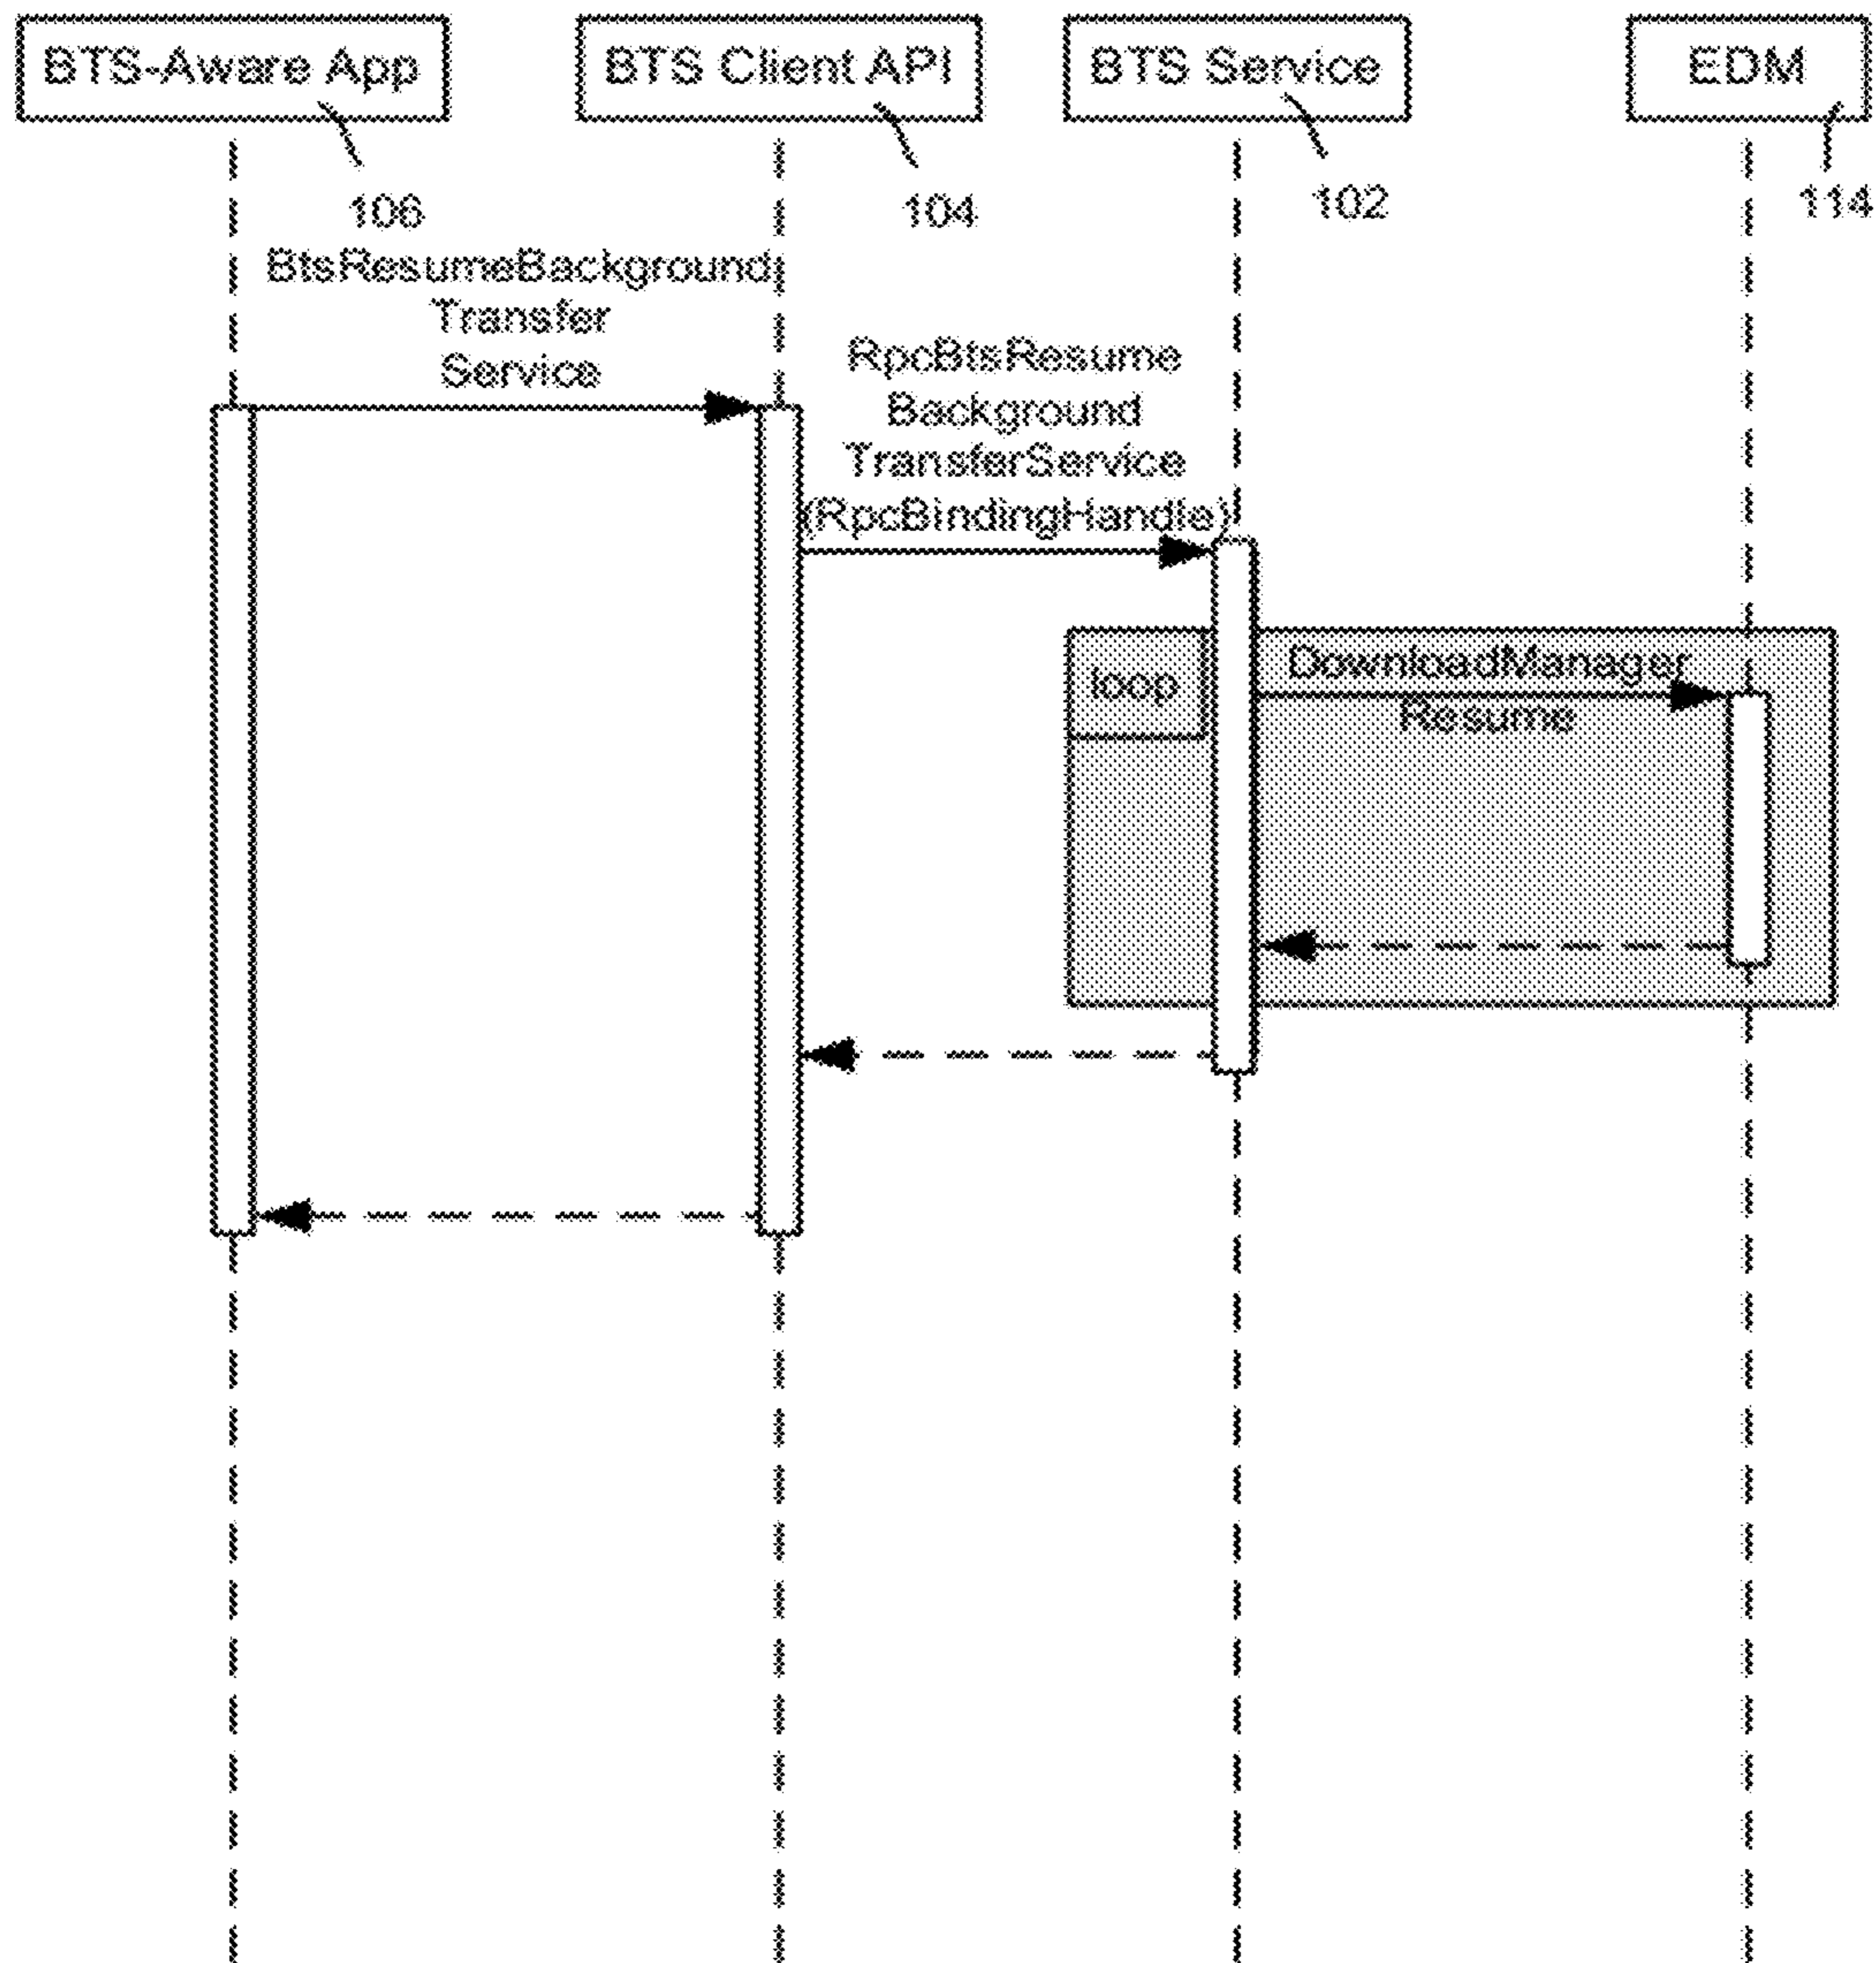 BTS-Aware App
BTS Client API
BTS Service
EDM
106
104
102
114
BtsResumeBackground
Transfer
Service
RpcBtsResume
Background
TransferService
(RpcBindingHandle)
loop
DownloadManager
Resume